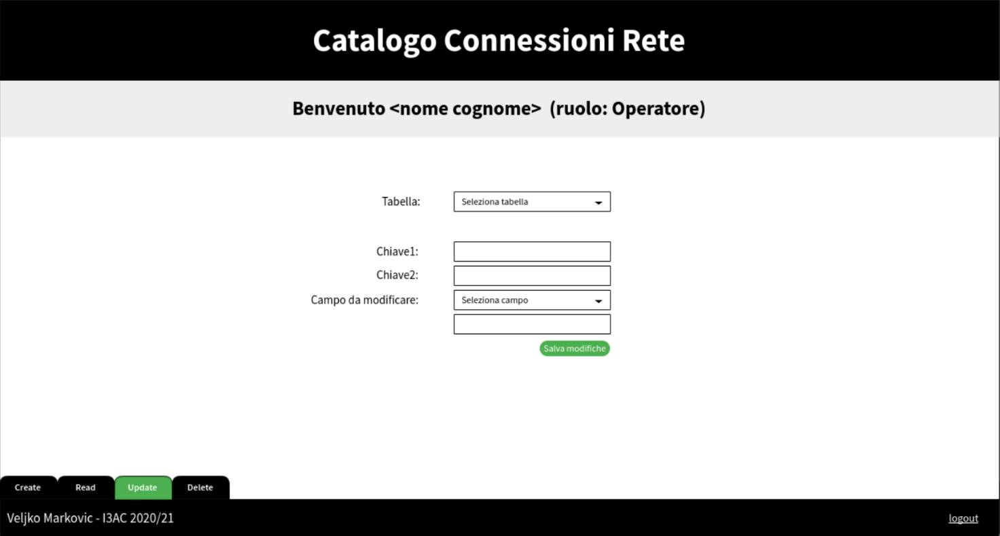 Catalogo Connessioni Rete
Benvenuto <nome cognome> (ruolo: Operatore)
Tabella: Seleziona tabella
Chiave1:
Chiave2:
Campo da modificare: Seleziona campo
Salva modifiche
Create Read Update Delete
Veljko Markovic - I3AC 2020/21 logout